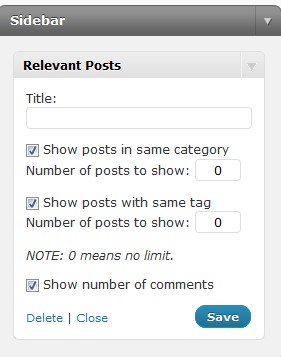 Sidebar
Relevant Posts
Title:
Show posts in same category
Number of posts to show: 0
Show posts with same tag
Number of posts to show: 0
NOTE: 0 means no limit.
Show number of comments
Delete | Close Save